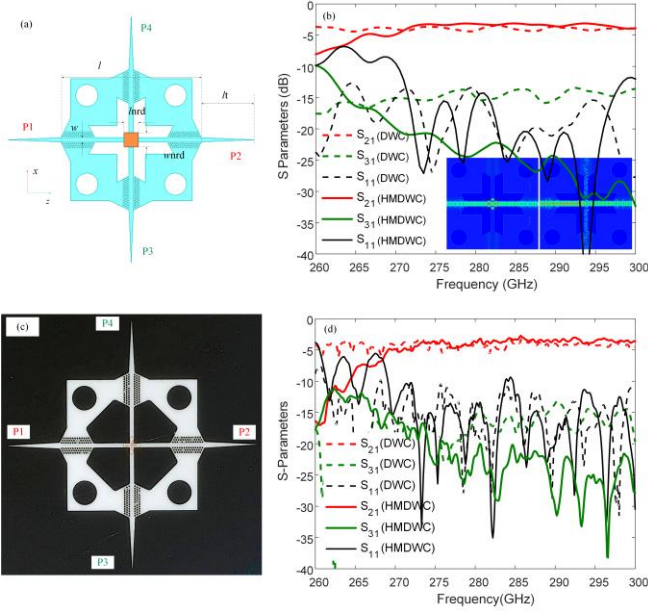 (a)
P4
l
lt
lnrd
w
P1
P2
wnrd
x
z
P3
(b)
0
-5
-10
-15
-20
-25
-30
-35
-40
S Parameters (dB)
S21(DWC)
S31(DWC)
S11(DWC)
S21(HMDWC)
S31(HMDWC)
S11(HMDWC)
260 265 270 275 280 285 290 295 300
Frequency (GHz)
(c)
P4
P1
P2
P3
(d)
0
-5
-10
-15
-20
-25
-30
-35
-40
S-Parameters
S21(DWC)
S31(DWC)
S11(DWC)
S21(HMDWC)
S31(HMDWC)
S11(HMDWC)
260 265 270 275 280 285 290 295 300
Frequency(GHz)